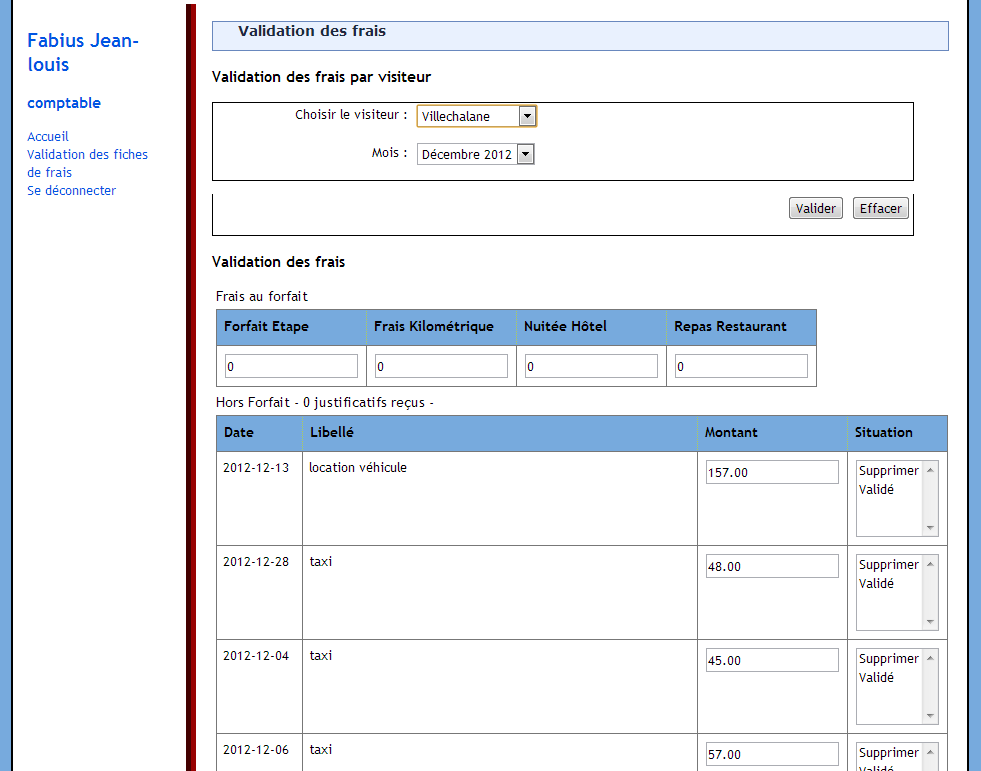 Fabius Jean-
louis
comptable
Accueil
Validation des fiches
de frais
Se déconnecter
Validation des frais
Validation des frais par visiteur
Choisir le visiteur : Villechalane
Mois : Décembre 2012
Valider Effacer
Validation des frais
Frais au forfait
Forfait Etape Frais Kilométrique Nuitée Hôtel Repas Restaurant
0 0 0 0
Hors Forfait - 0 justificatifs reçus -
Date Libellé Montant Situation
2012-12-13 location véhicule 157.00 Supprimer
Validé
2012-12-28 taxi 48.00 Supprimer
Validé
2012-12-04 taxi 45.00 Supprimer
Validé
2012-12-06 taxi 57.00 Supprimer
Validé